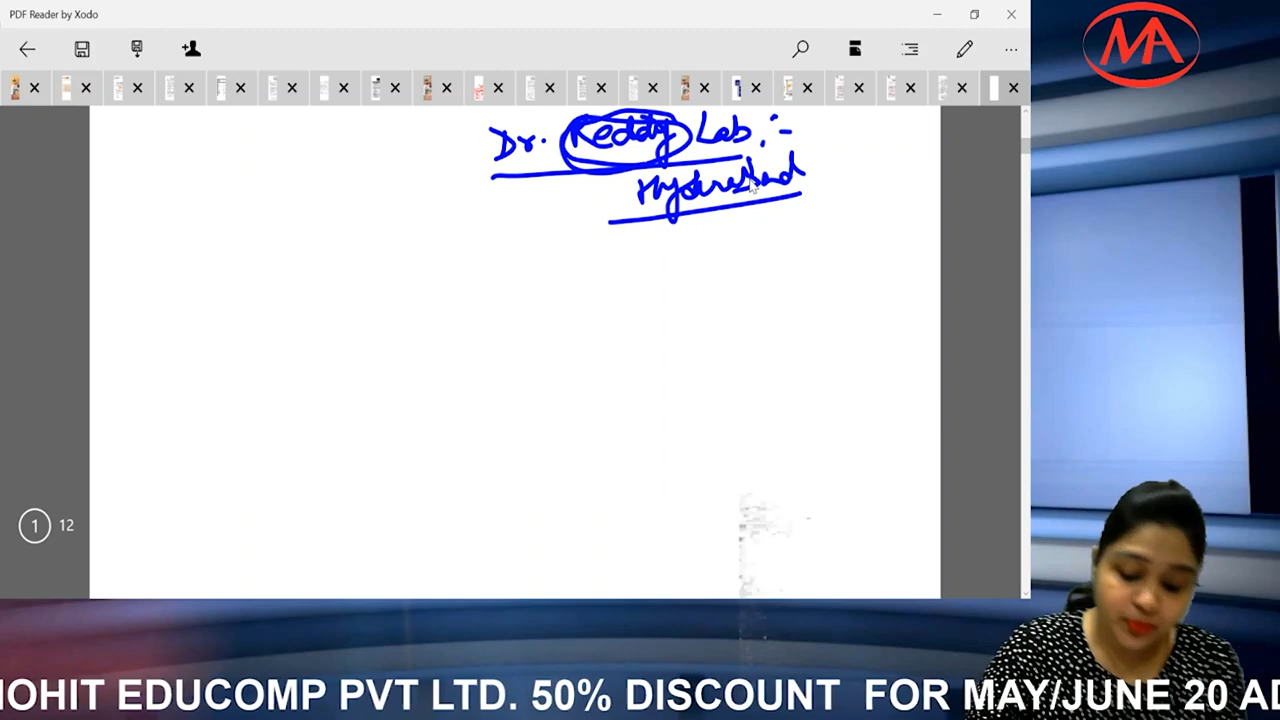 PDF Reader by Xodo
MA
Dr. Reddy Lab :-
Hyderabad
1 12
MOHIT EDUCOMP PVT LTD. 50% DISCOUNT FOR MAY/JUNE 20 AD